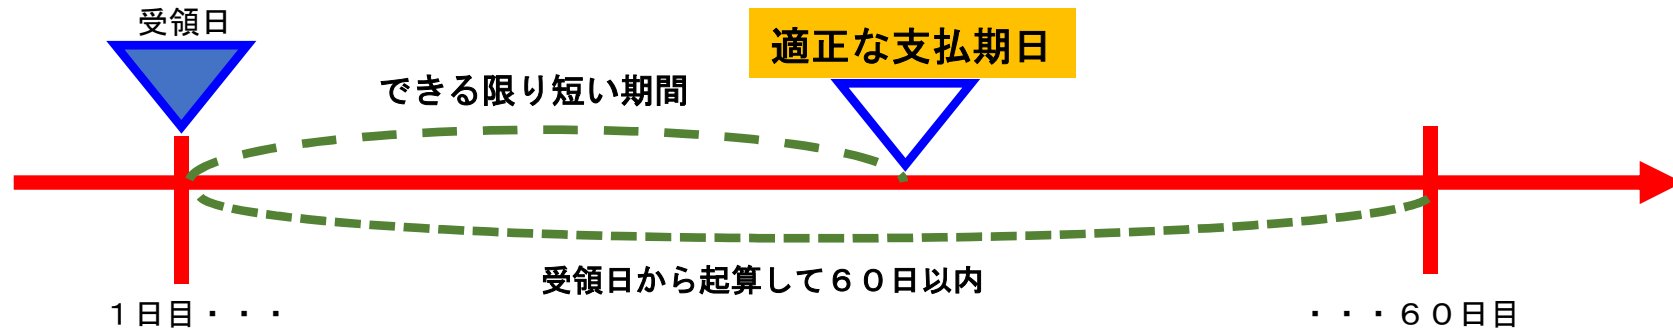 受領日
適正な支払期日
できる限り短い期間
受領日から起算して６０日以内
１日目・・・
・・・６０日目